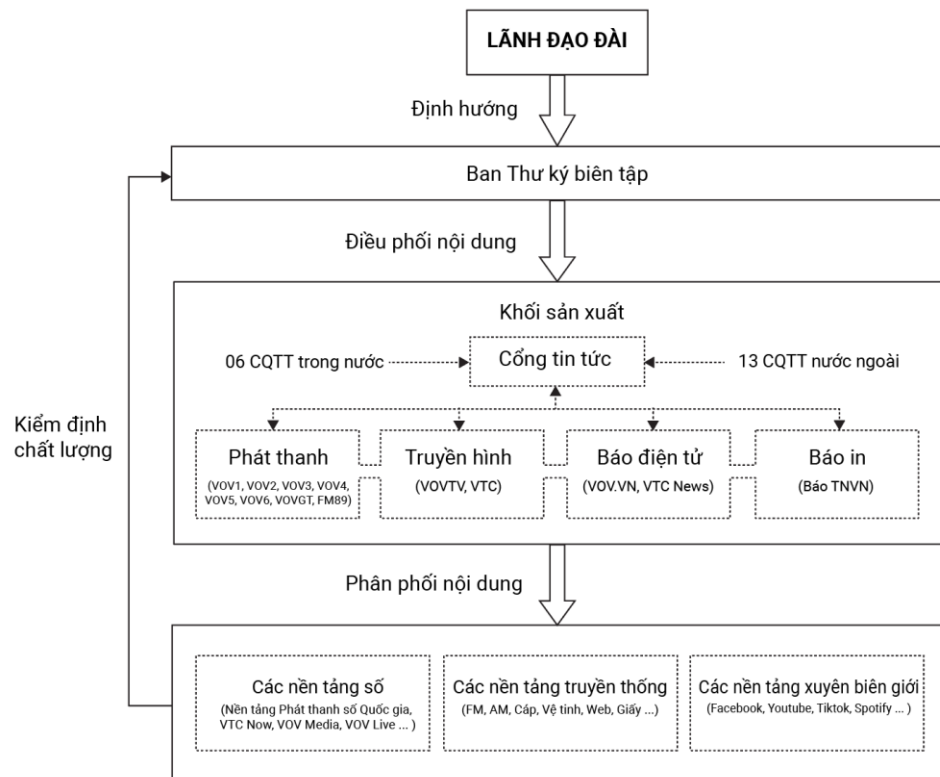 LÃNH ĐẠO ĐÀI
Định hướng
Ban Thư ký biên tập
Điều phối nội dung
Khối sản xuất
06 CQTT trong nước
Cổng tin tức
13 CQTT nước ngoài
Kiểm định
chất lượng
Phát thanh
(VOV1, VOV2, VOV3, VOV4,
VOV5, VOV6, VOVGT, FM89)
Truyền hình
(VOVTV, VTC)
Báo điện tử
(VOV.VN, VTC News)
Báo in
(Báo TNVN)
Phân phối nội dung
Các nền tảng số
(Nền tảng Phát thanh số Quốc gia,
VTC Now, VOV Media, VOV Live ... )
Các nền tảng truyền thống
(FM, AM, Cáp, Vệ tinh, Web, Giấy ...)
Các nền tảng xuyên biên giới
(Facebook, Youtube, Tiktok, Spotify ... )